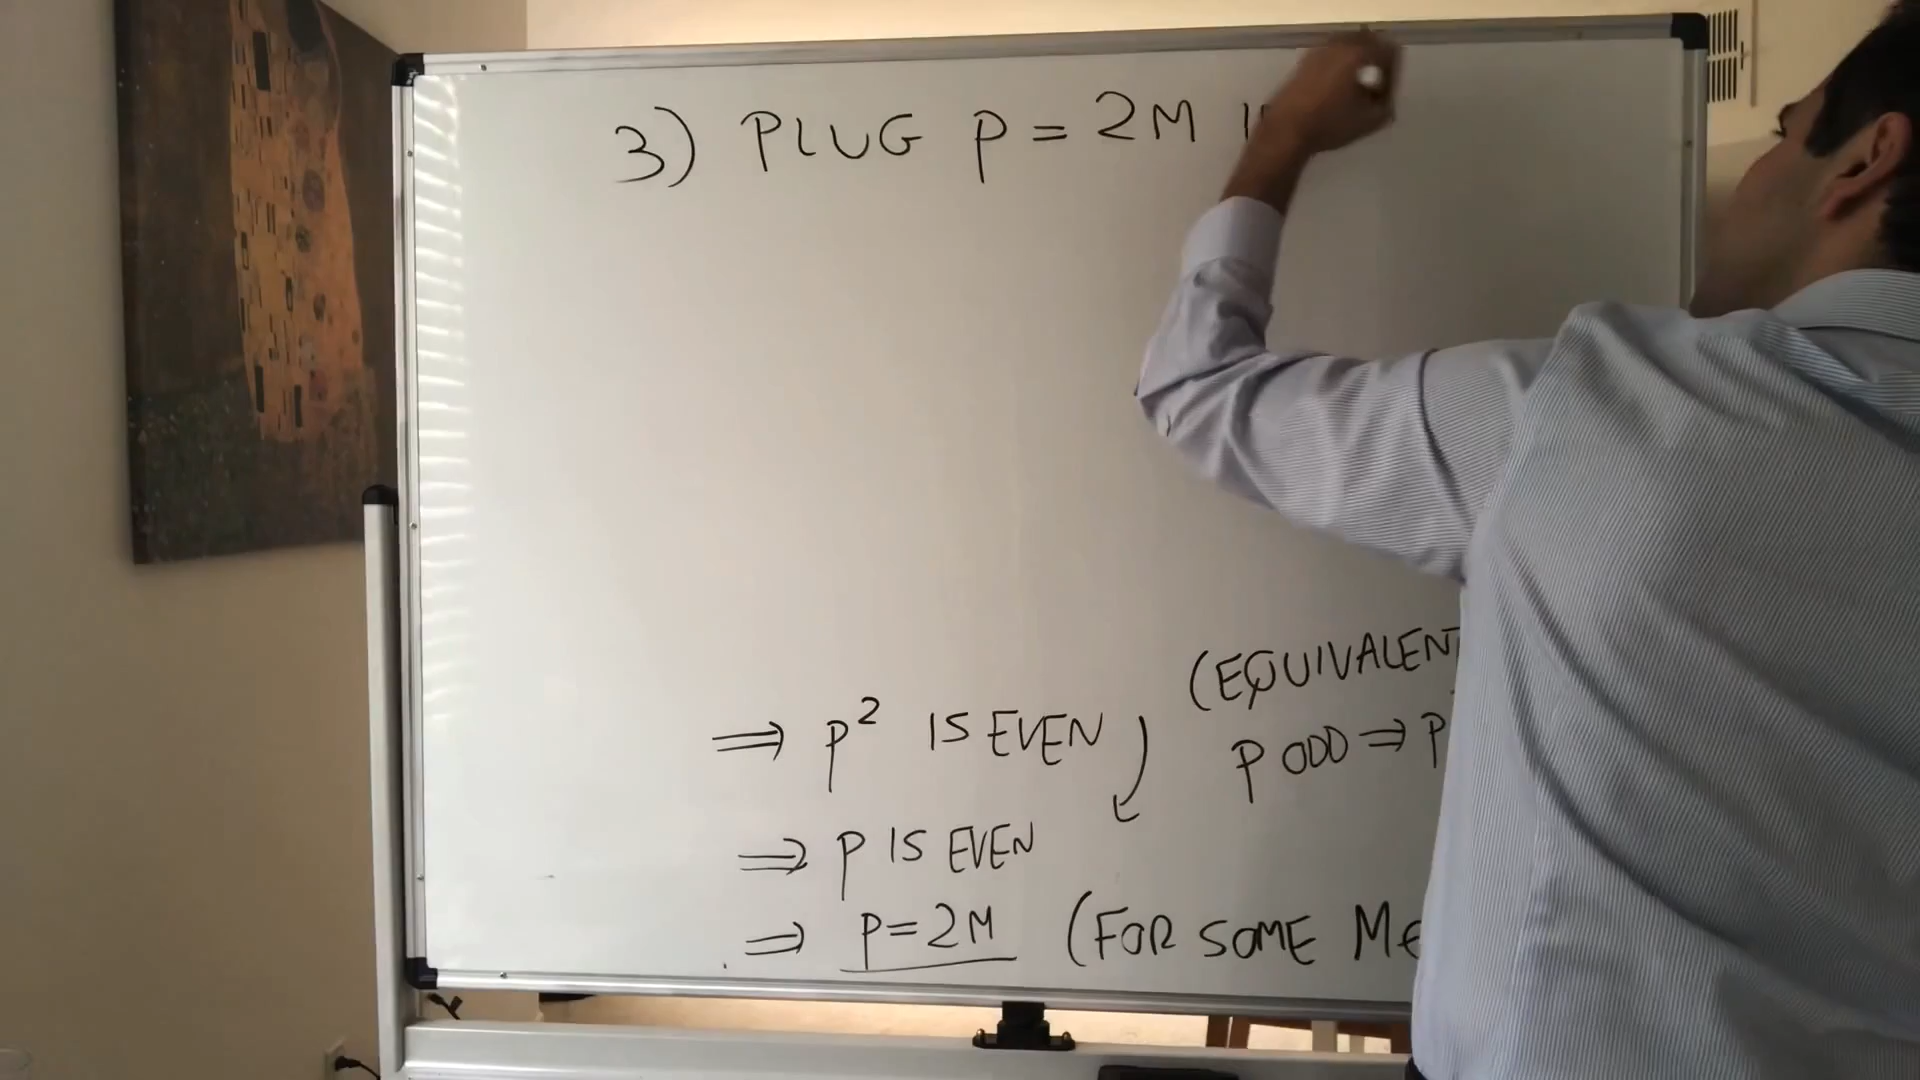 3) PLUG P = 2M
(EQUIVALENT
⇒ P² IS EVEN
P ODD ⇒ P
⇒ P IS EVEN
⇒ P=2M (FOR SOME M∈